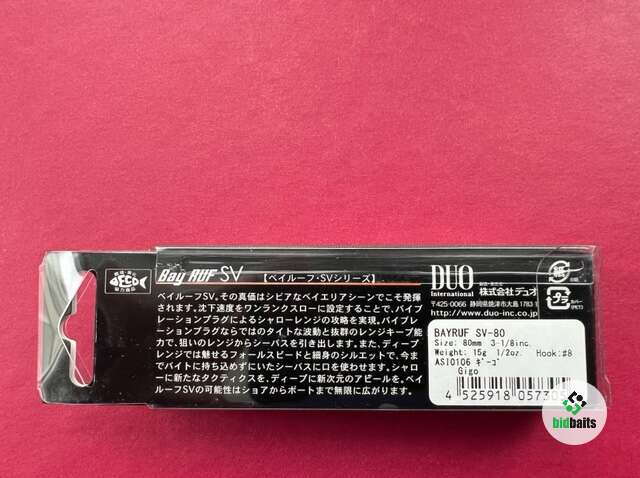 ECO
Bay RUF SV
【ベイルーフ・SVシリーズ】
ベイルーフSV、その真価はシビアなベイエリアシーンでこそ発揮
されます。沈下速度をワンランクスローに設定することで、バイブ
レーションプラグによるシャローレンジの攻略を実現。バイブレー
ションプラグならではのタイトな波動と抜群のレンジキープ能
力で、狙いのレンジからシーバスを引き出します。また、ディープ
レンジでは魅せるフォールスピードと細身のシルエットで、今ま
でバイトに持ち込めずにいたシーバスに口を使わせます。シャロ
ーに新たなタクティクスを、ディープに新次元のアピールを。ベイ
ルーフSVの可能性はショアからボートまで無限に広がります。
DUO
International
株式会社デュオ
〒425-0066 静岡県焼津市大島1783-1
http://www.duo-inc.co.jp
紙
プラ
カバー
(PET)
BAYRUF SV-80
Size: 80mm 3-1/8inc.
Weight: 15g 1/2oz. Hook:#8
ASI0106 ギーゴ
Gigo
4 525918 05730
bidbaits